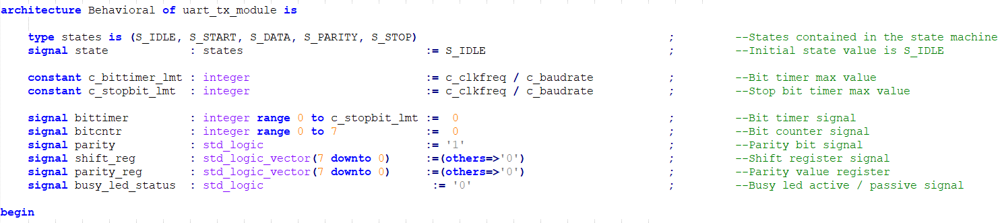 architecture Behavioral of uart_tx_module is
type states is (S_IDLE, S_START, S_DATA, S_PARITY, S_STOP) ; --States contained in the state machine
signal state : states := S_IDLE ; --Initial state value is S_IDLE
constant c_bittimer_lmt : integer := c_clkfreq / c_baudrate ; --Bit timer max value
constant c_stopbit_lmt : integer := c_clkfreq / c_baudrate ; --Stop bit timer max value
signal bittimer : integer range 0 to c_stopbit_lmt := 0 ; --Bit timer signal
signal bitcntr : integer range 0 to 7 := 0 ; --Bit counter signal
signal parity : std_logic := '1' ; --Parity bit signal
signal shift_reg : std_logic_vector(7 downto 0) :=(others=>'0') ; --Shift register signal
signal parity_reg : std_logic_vector(7 downto 0) :=(others=>'0') ; --Parity value register
signal busy_led_status : std_logic := '0' ; --Busy led active / passive signal
begin